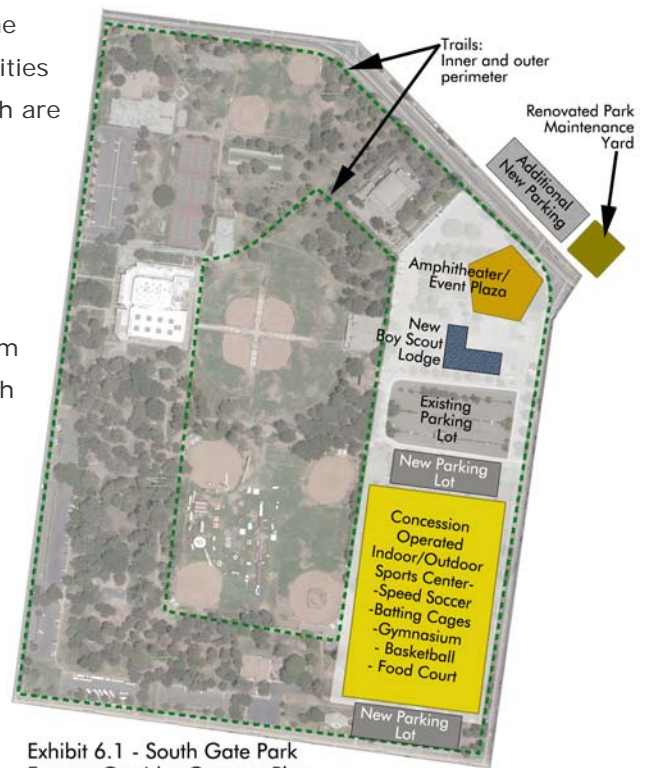 ities
h are
m
h
Trails:
Inner and outer
perimeter
Renovated Park
Maintenance
Yard
Additional
New Parking
Amphitheater/
Event Plaza
New
Boy Scout
Lodge
Existing
Parking
Lot
New Parking
Lot
Concession
Operated
Indoor/Outdoor
Sports Center-
-Speed Soccer
-Batting Cages
-Gymnasium
- Basketball
- Food Court
New Parking
Lot
Exhibit 6.1 - South Gate Park